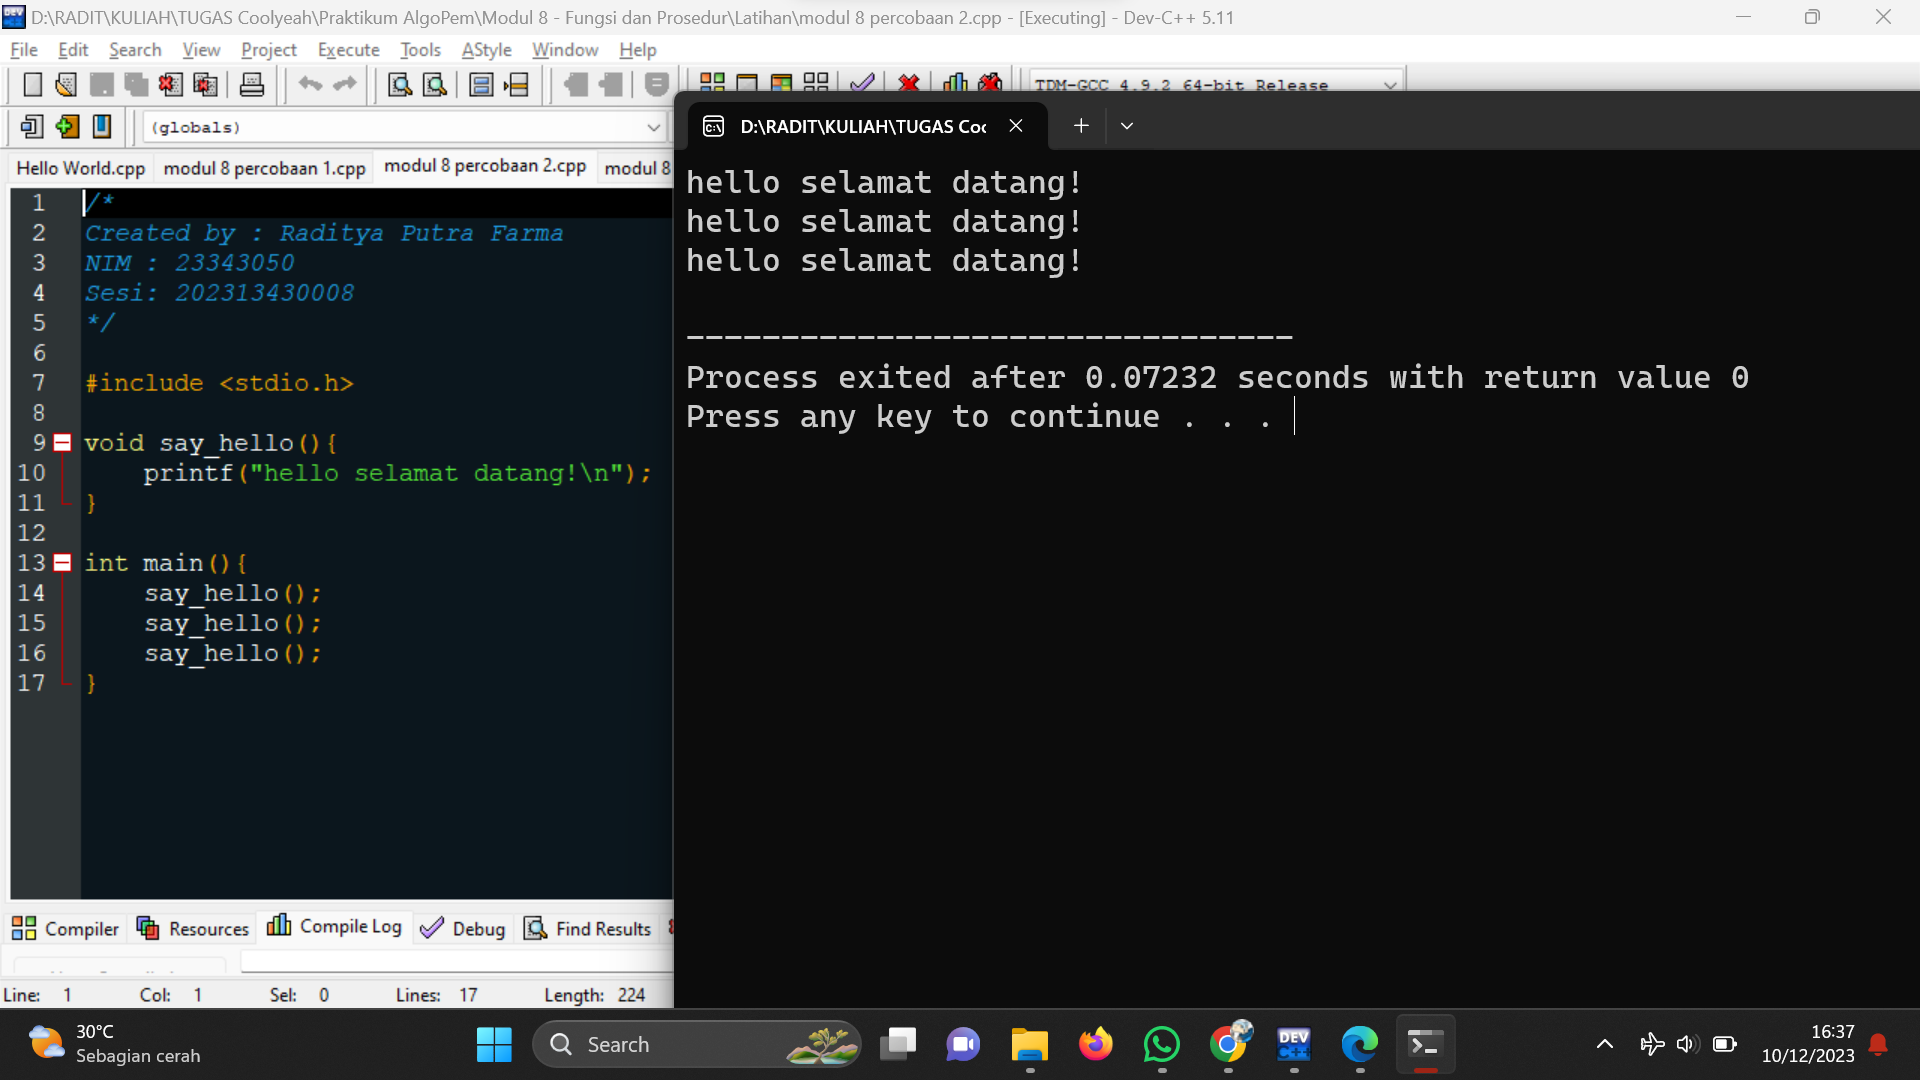 D:\RADIT\KULIAH\TUGAS Coolyeah\Praktikum AlgoPem\Modul 8 - Fungsi dan Prosedur\Latihan\modul 8 percobaan 2.cpp - [Executing] - Dev-C++ 5.11
File Edit Search View Project Execute Tools AStyle Window Help
TDM-GCC 4.9.2 64-bit Release
(globals)
D:\RADIT\KULIAH\TUGAS Coo
Hello World.cpp modul 8 percobaan 1.cpp modul 8 percobaan 2.cpp modul 8
1 /*
2 Created by : Raditya Putra Farma
3 NIM : 23343050
4 Sesi: 202313430008
5 */
6
7 #include <stdio.h>
8
9 void say_hello(){
10 printf("hello selamat datang!\n");
11 }
12
13 int main(){
14 say_hello();
15 say_hello();
16 say_hello();
17 }
hello selamat datang!
hello selamat datang!
hello selamat datang!
--------------------------------
Process exited after 0.07232 seconds with return value 0
Press any key to continue . . .
Compiler Resources Compile Log Debug Find Results
Line: 1 Col: 1 Sel: 0 Lines: 17 Length: 224
30°C
Sebagian cerah
Search
DEV
C++
16:37
10/12/2023